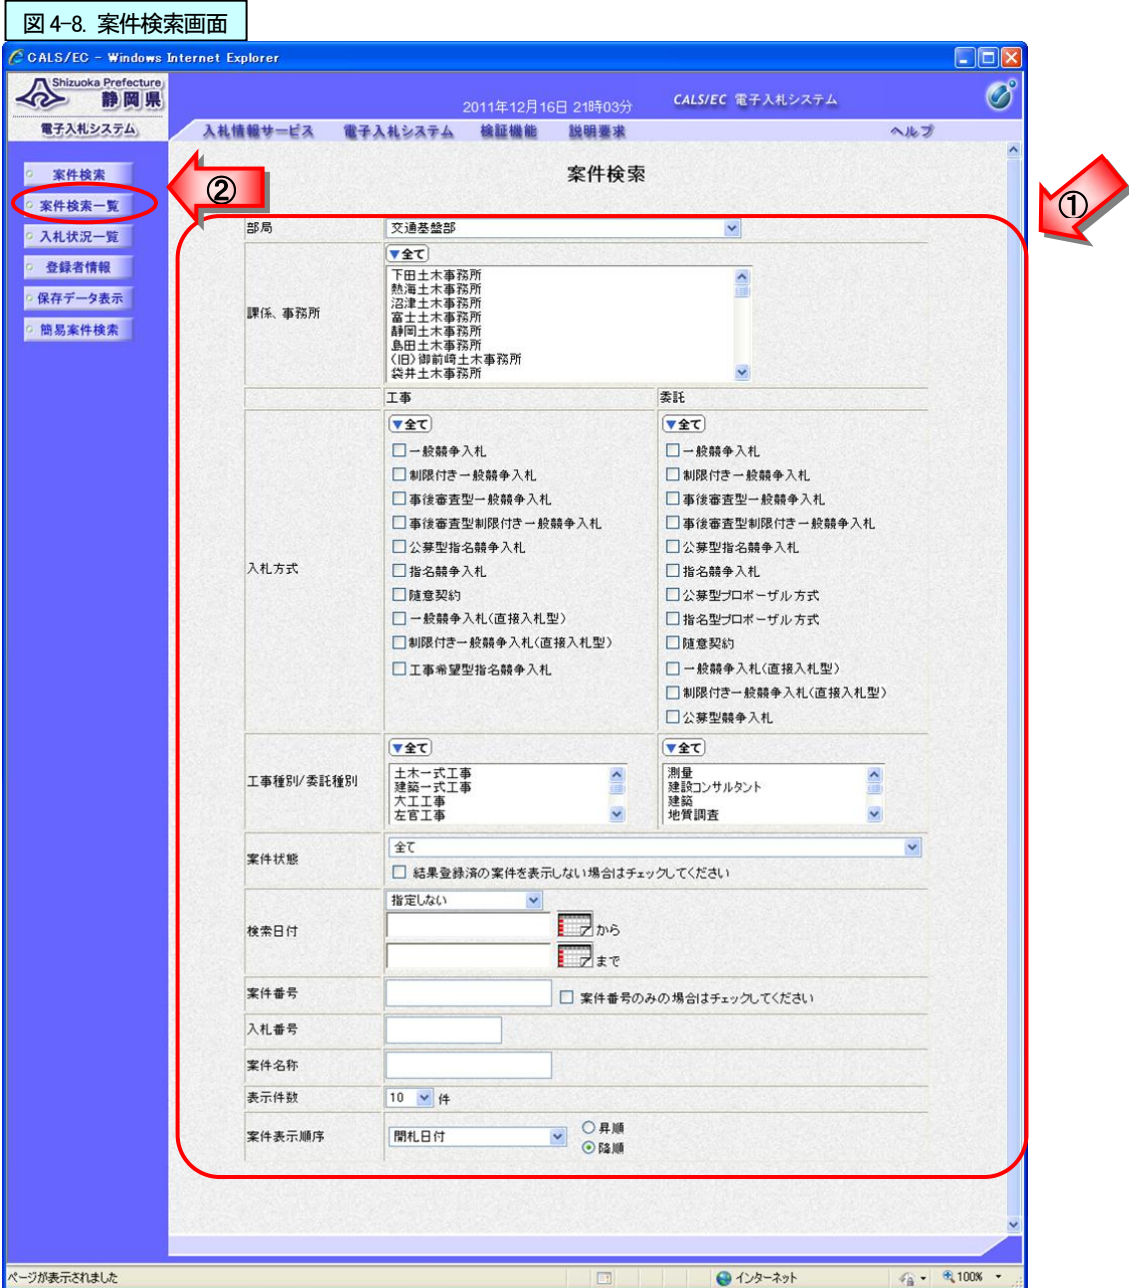 図 4-8. 案件検索画面
CALS/EC - Windows Internet Explorer
Shizuoka Prefecture
静岡県
2011年12月16日 21時03分
CALS/EC 電子入札システム
電子入札システム
入札情報サービス 電子入札システム 検証機能 説明要求 ヘルプ
案件検索
案件検索一覧
入札状況一覧
登録者情報
保存データ表示
簡易案件検索
②
①
案件検索
部局 交通基盤部
▼全て
課係、事務所
下田土木事務所
熱海土木事務所
沼津土木事務所
富士土木事務所
静岡土木事務所
島田土木事務所
(旧)御前崎土木事務所
袋井土木事務所
工事 委託
入札方式
▼全て
一般競争入札
制限付き一般競争入札
事後審査型一般競争入札
事後審査型制限付き一般競争入札
公募型指名競争入札
指名競争入札
随意契約
一般競争入札(直接入札型)
制限付き一般競争入札(直接入札型)
工事希望型指名競争入札
▼全て
一般競争入札
制限付き一般競争入札
事後審査型一般競争入札
事後審査型制限付き一般競争入札
公募型指名競争入札
指名競争入札
公募型プロポーザル方式
指名型プロポーザル方式
随意契約
一般競争入札(直接入札型)
制限付き一般競争入札(直接入札型)
公募型競争入札
工事種別/委託種別
▼全て
土木一式工事
建築一式工事
大工工事
左官工事
▼全て
測量
建設コンサルタント
建築
地質調査
案件状態
全て
結果登録済の案件を表示しない場合はチェックしてください
検索日付
指定しない
から
まで
案件番号 案件番号のみの場合はチェックしてください
入札番号
案件名称
表示件数 10 件
案件表示順序 開札日付
昇順
降順
ページが表示されました インターネット 100%